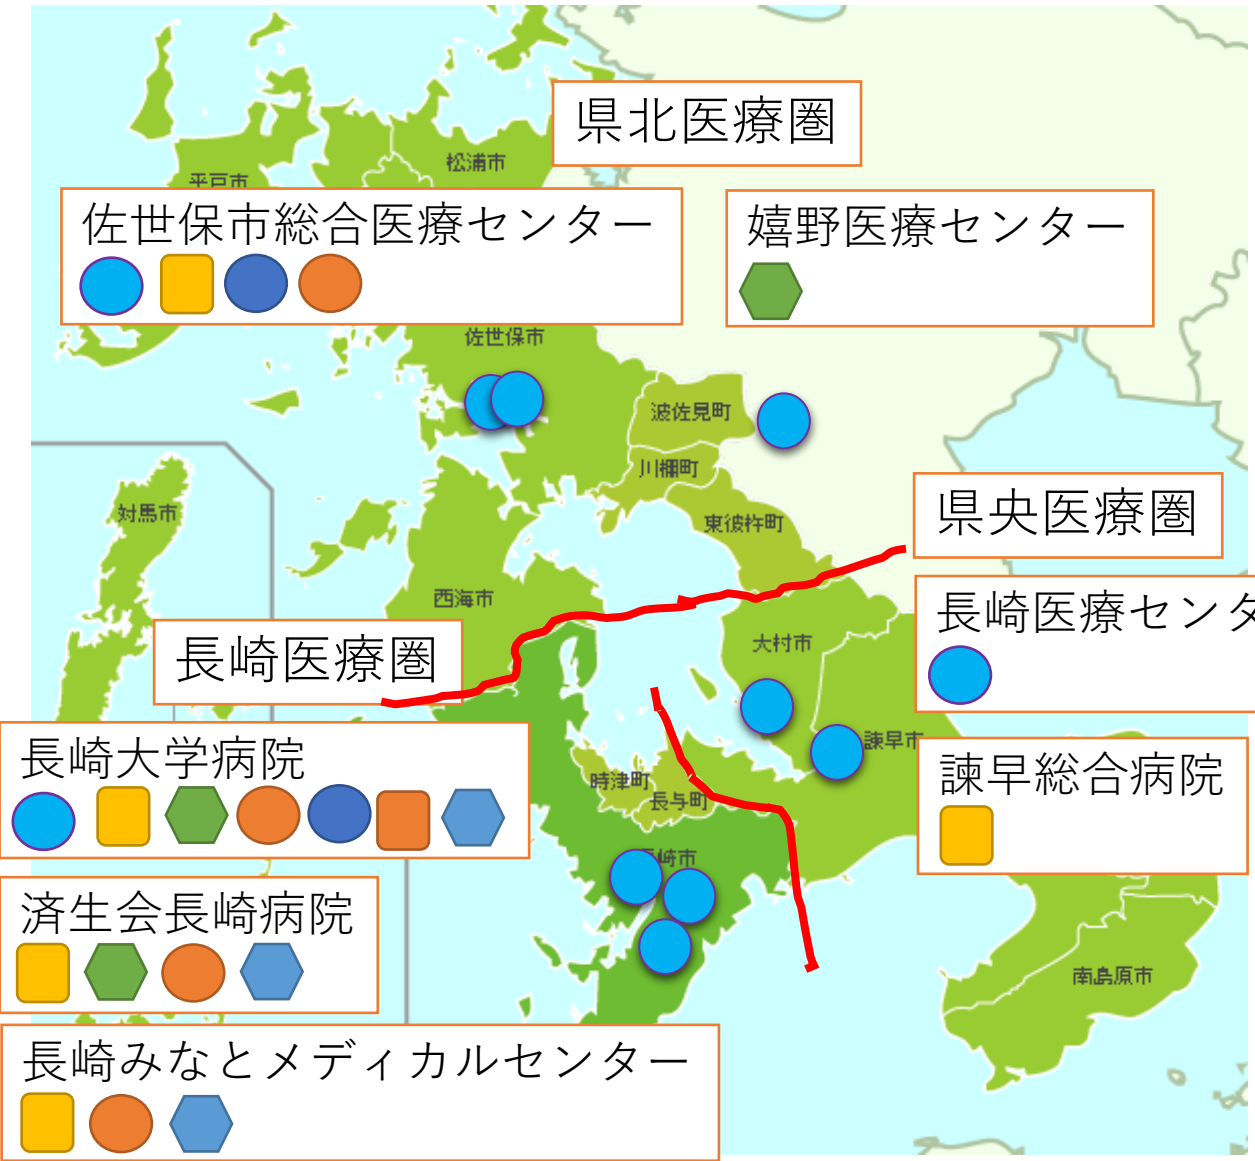 県北医療圏
松浦市
平戸市
佐世保市総合医療センター
嬉野医療センター
佐世保市
波佐見町
川棚町
東彼杵町
対馬市
県央医療圏
西海市
長崎医療センタ
大村市
長崎医療圏
諫早市
長崎大学病院
時津町
長与町
諫早総合病院
長崎市
済生会長崎病院
南島原市
長崎みなとメディカルセンター